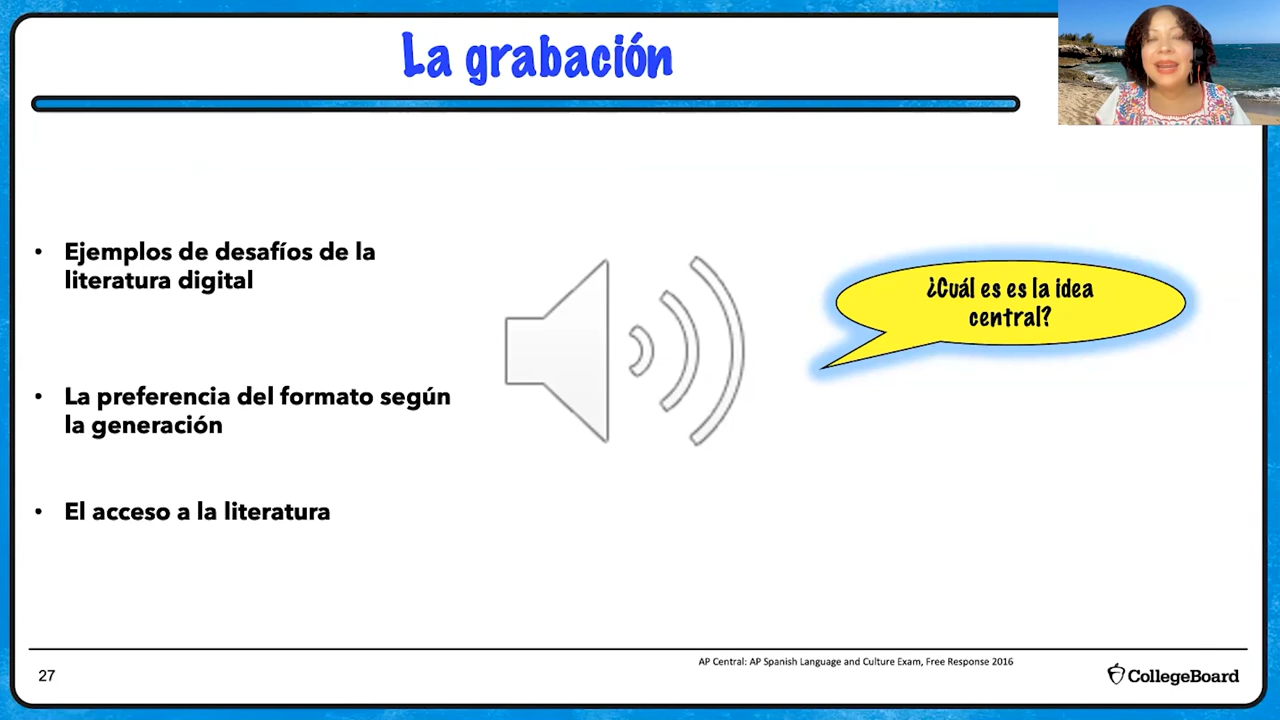 La grabación
• Ejemplos de desafíos de la
literatura digital
• La preferencia del formato según
la generación
• El acceso a la literatura
¿Cuál es es la idea
central?
AP Central: AP Spanish Language and Culture Exam, Free Response 2016
27
CollegeBoard